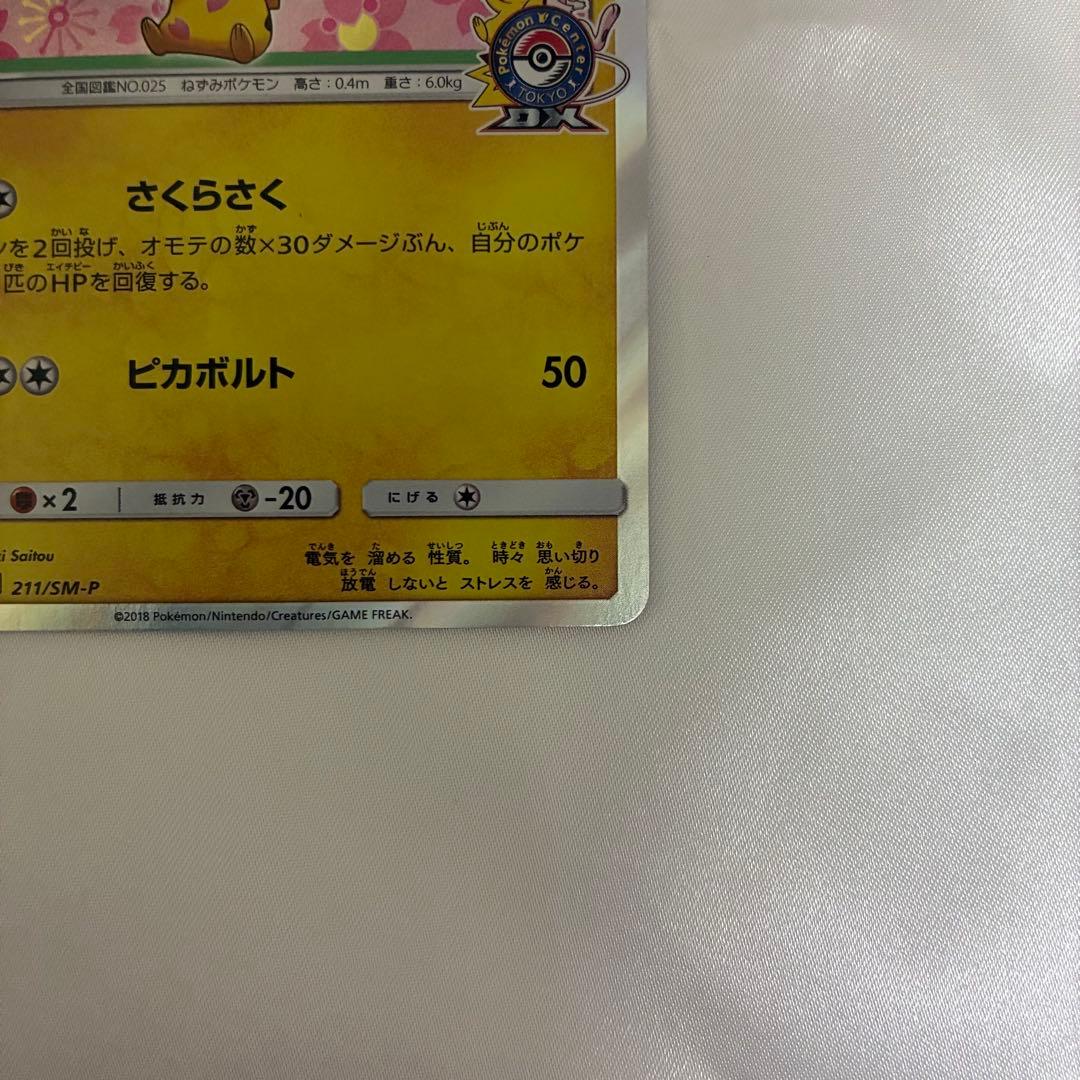 Pokémon Center
TOKYO
DX
全国図鑑NO.025 ねずみポケモン 高さ:0.4m 重さ:6.0kg
さくらさく
ンを2回投げ、オモテの数×30ダメージぶん、自分のポケ
匹のHPを回復する。
ピカボルト 50
×2 抵抗力 -20 にげる
Saitou
電気を 溜める 性質。 時々 思い切り
放電 しないと ストレスを 感じる。
211/SM-P
©2018 Pokémon/Nintendo/Creatures/GAME FREAK.